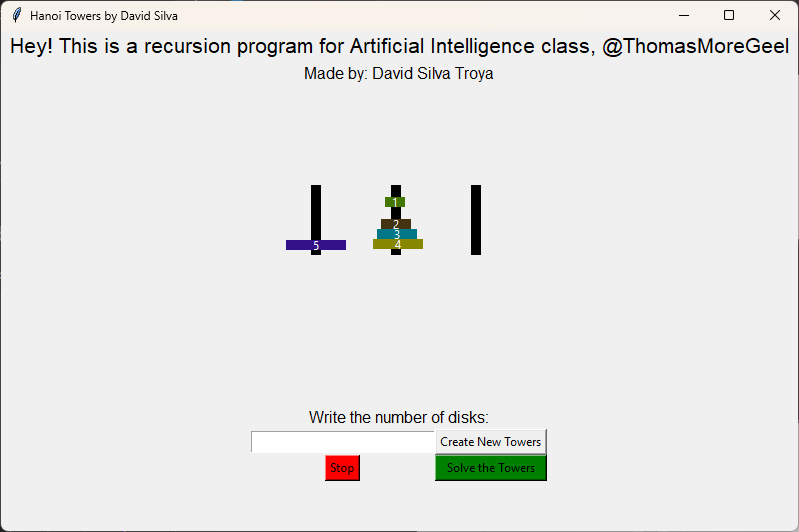 Hanoi Towers by David Silva
Hey! This is a recursion program for Artificial Intelligence class, @ThomasMoreGeel
Made by: David Silva Troya
1
2
3
5 4
Write the number of disks:
Create New Towers
Stop Solve the Towers